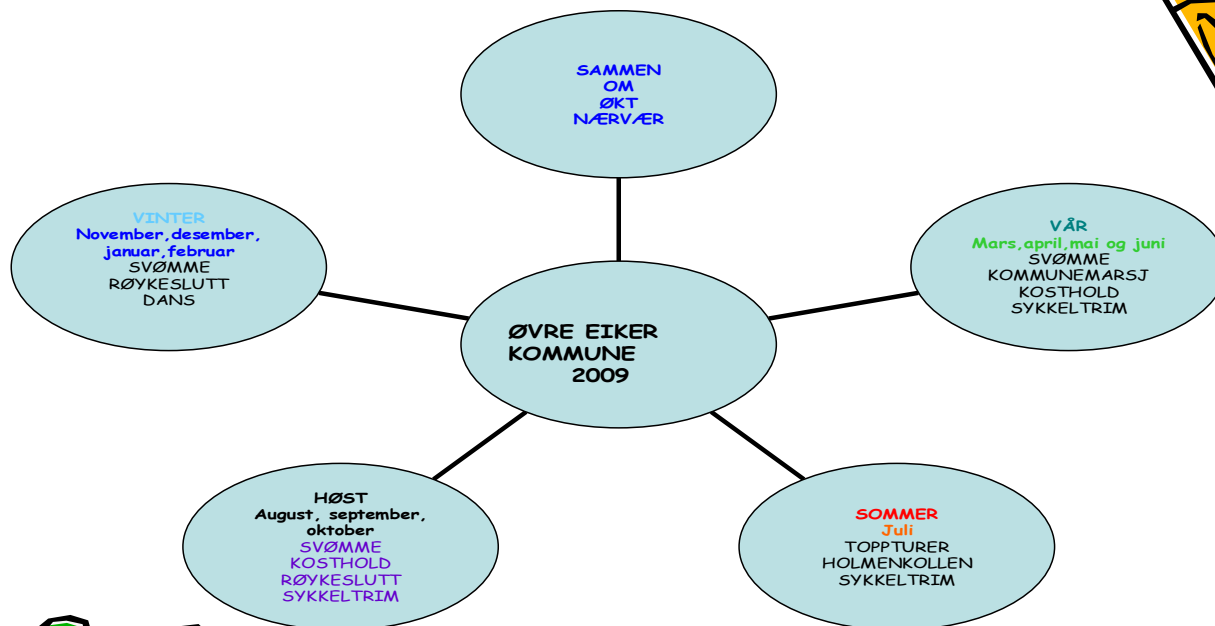 SAMMEN
OM
ØKT
NÆRVÆR
VINTER
November,desember,
januar,februar
SVØMME
RØYKESLUTT
DANS
VÅR
Mars,april,mai og juni
SVØMME
KOMMUNEMARSJ
KOSTHOLD
SYKKELTRIM
ØVRE EIKER
KOMMUNE
2009
HØST
August, september,
oktober
SVØMME
KOSTHOLD
RØYKESLUTT
SYKKELTRIM
SOMMER
Juli
TOPPTURER
HOLMENKOLLEN
SYKKELTRIM